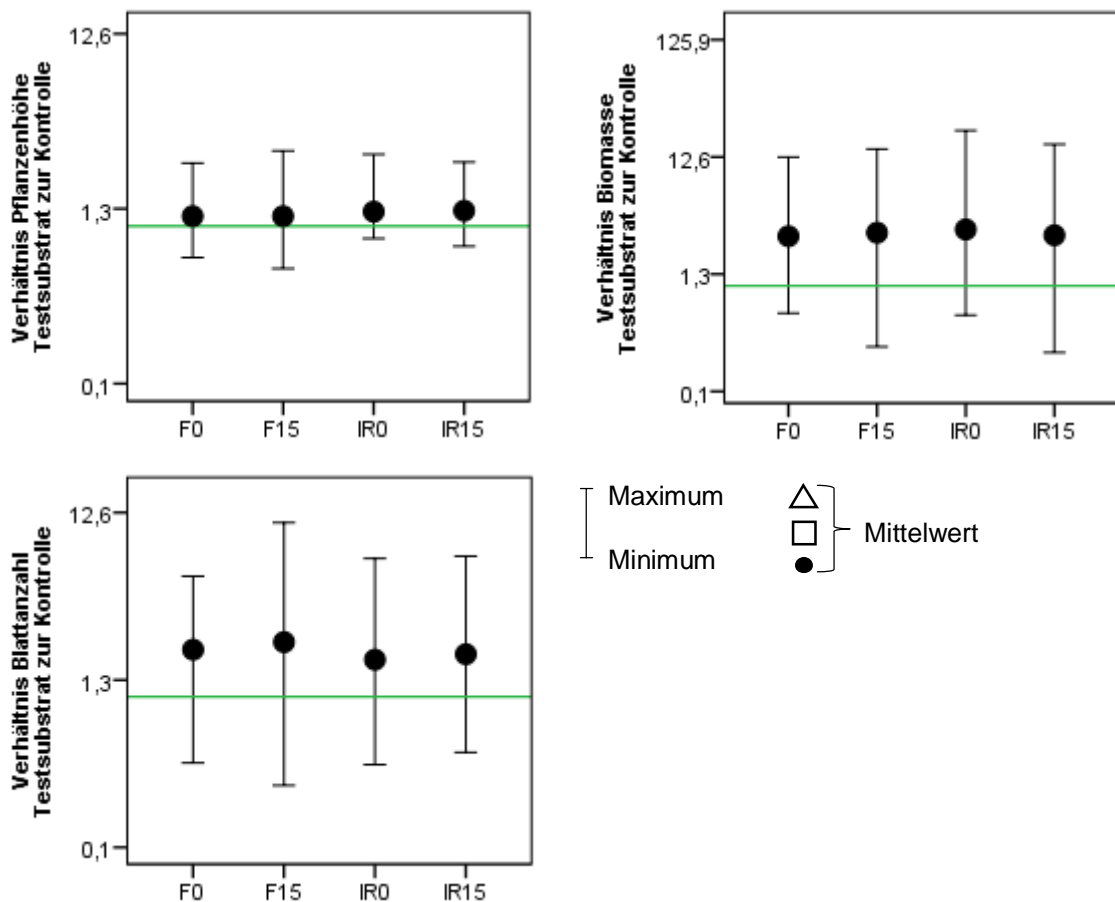 Verhältnis Pflanzenhöhe
Testsubstrat zur Kontrolle
12,6
1,3
0,1
F0
F15
IR0
IR15
Verhältnis Biomasse
Testsubstrat zur Kontrolle
125,9
12,6
1,3
0,1
F0
F15
IR0
IR15
Verhältnis Blattanzahl
Testsubstrat zur Kontrolle
12,6
1,3
0,1
F0
F15
IR0
IR15
Maximum
Minimum
Mittelwert